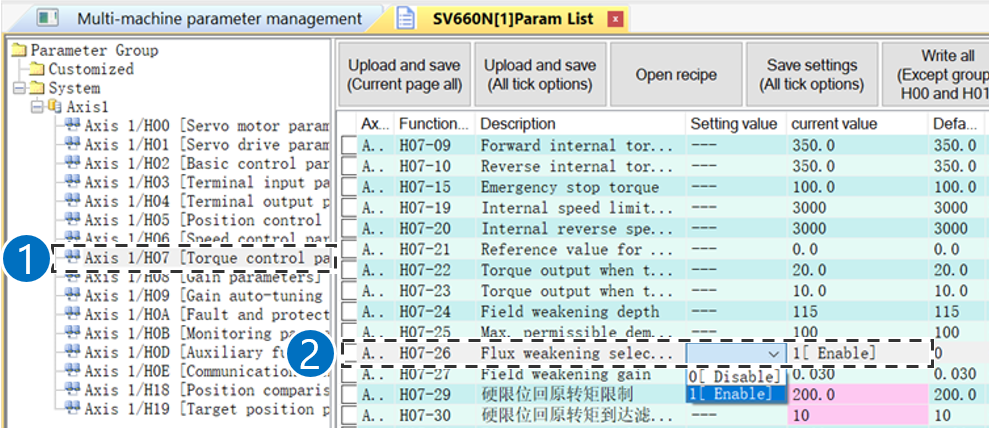 Multi-machine parameter management
SV660N[1]Param List
x
Parameter Group
Customized
System
Axis1
Axis 1/H00 [Servo motor param
Axis 1/H01 [Servo drive param
Axis 1/H02 [Basic control par
Axis 1/H03 [Terminal input pa
Axis 1/H04 [Terminal output p
Axis 1/H05 [Position control
Axis 1/H06 [Speed control par
1
Axis 1/H07 [Torque control pa
Axis 1/H08 [Gain parameters]
Axis 1/H09 [Gain auto-tuning
Axis 1/H0A [Fault and protect
Axis 1/H0B [Monitoring
Axis 1/H0D [Auxiliary fu
Axis 1/H0E [Communication
Axis 1/H18 [Position comparis
Axis 1/H19 [Target position p
Upload and save
(Current page all)
Upload and save
(All tick options)
Open recipe
Save settings
(All tick options)
Write all
(Except group
H00 and H01
Ax... Function... Description Setting value current value Defa...
A.. H07-09 Forward internal tor... --- 350.0 350.0
A.. H07-10 Reverse internal tor... --- 350.0 350.0
A.. H07-15 Emergency stop torque --- 100.0 100.0
A.. H07-19 Internal speed limit... --- 3000 3000
A.. H07-20 Internal reverse spe... --- 3000 3000
A.. H07-21 Reference value for ... --- 0.0 0.0
A.. H07-22 Torque output when t... --- 20.0 20.0
A.. H07-23 Torque output when t... --- 10.0 10.0
A.. H07-24 Field weakening depth --- 115 115
A.. H07-25 Max. permissible dem... --- 100 100
2
A.. H07-26 Flux weakening selec... 1[ Enable] 0
A.. H07-27 Field weakening gain 0[ Disable] 0.030 0.030
A.. H07-29 硬限位回原转矩限制 1[ Enable] 200.0 200.0
A.. H07-30 硬限位回原转矩到达滤... --- 10 10